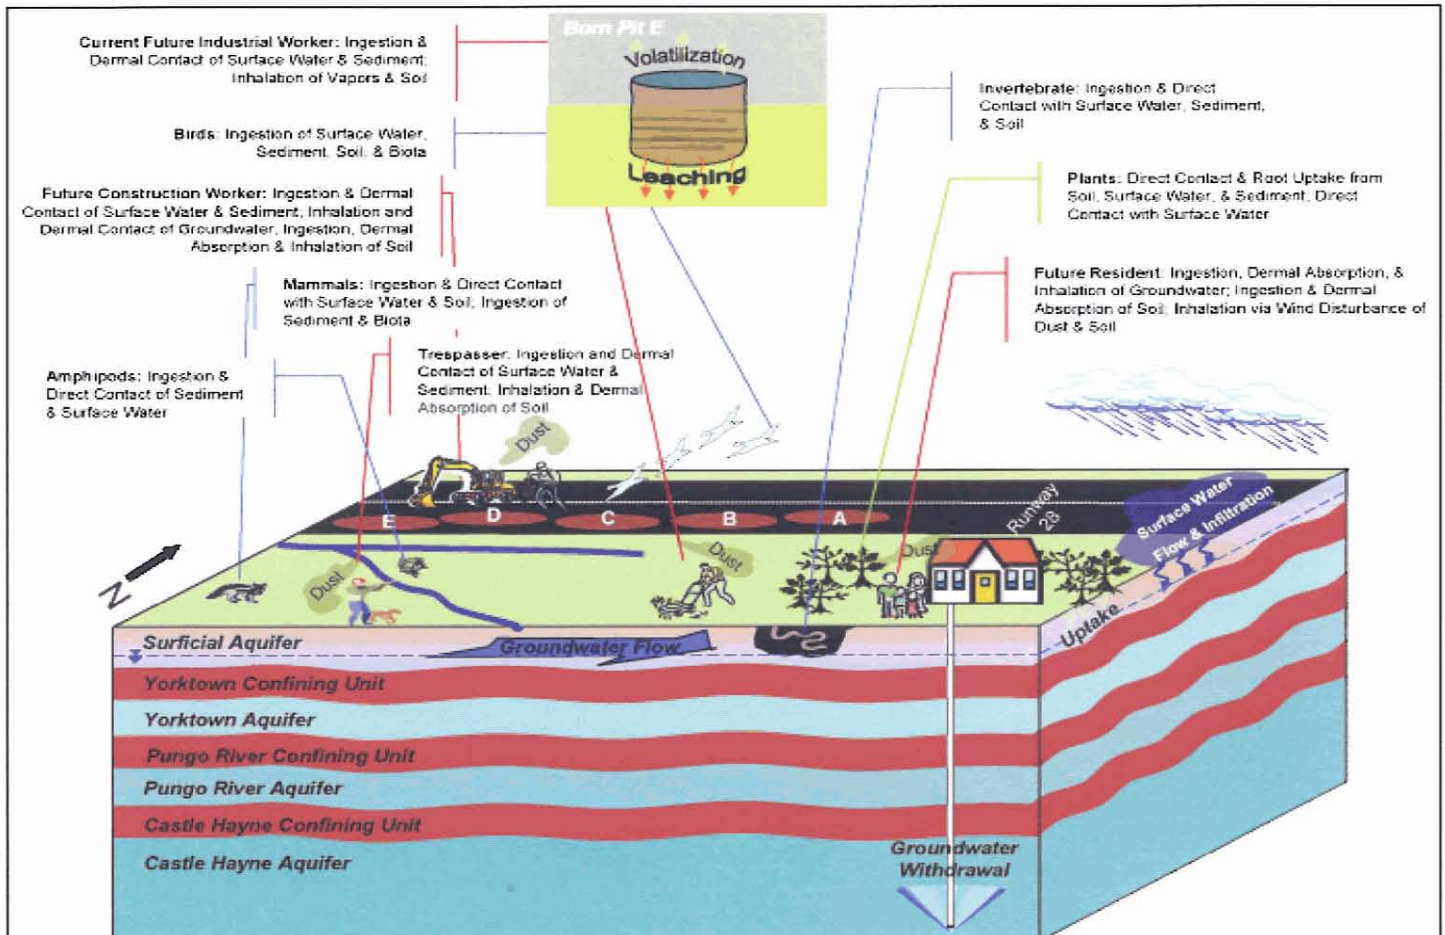 Burn Pit E
Volatilization
Leaching
Current Future Industrial Worker: Ingestion &
Dermal Contact of Surface Water & Sediment;
Inhalation of Vapors & Soil
Birds: Ingestion of Surface Water,
Sediment, Soil, & Biota
Future Construction Worker: Ingestion & Dermal
Contact of Surface Water & Sediment; Inhalation and
Dermal Contact of Groundwater, Ingestion, Dermal
Absorption & Inhalation of Soil
Mammals: Ingestion & Direct Contact
with Surface Water & Soil; Ingestion of
Sediment & Biota
Amphipods: Ingestion &
Direct Contact of Sediment
& Surface Water
Trespasser: Ingestion and Dermal
Contact of Surface Water &
Sediment; Inhalation & Dermal
Absorption of Soil
Invertebrate: Ingestion & Direct
Contact with Surface Water, Sediment,
& Soil
Plants: Direct Contact & Root Uptake from
Soil, Surface Water, & Sediment; Direct
Contact with Surface Water
Future Resident: Ingestion, Dermal Absorption, &
Inhalation of Groundwater; Ingestion & Dermal
Absorption of Soil; Inhalation via Wind Disturbance of
Dust & Soil
Dust
E
D
C
B
A
Runway
28
Surface Water
Flow & Infiltration
Dust
Dust
Dust
N
Uptake
Surficial Aquifer
Groundwater Flow
Yorktown Confining Unit
Yorktown Aquifer
Pungo River Confining Unit
Pungo River Aquifer
Castle Hayne Confining Unit
Castle Hayne Aquifer
Groundwater
Withdrawal